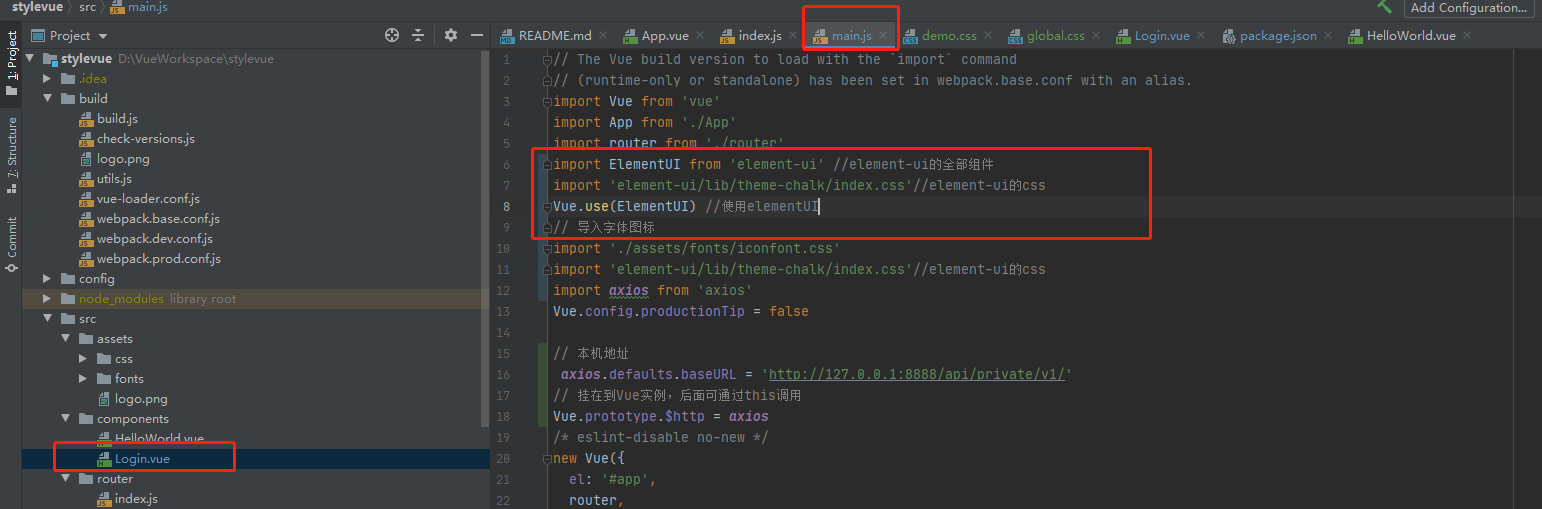 stylevue
src
main.js
Add Configuration...
Project
README.md
App.vue
index.js
main.js
demo.css
global.css
Login.vue
package.json
HelloWorld.vue
1: Project
7: Structure
Commit
stylevue D:\VueWorkspace\stylevue
.idea
build
build.js
check-versions.js
logo.png
utils.js
vue-loader.conf.js
webpack.base.conf.js
webpack.dev.conf.js
webpack.prod.conf.js
config
node_modules library root
src
assets
css
fonts
logo.png
components
HelloWorld.vue
Login.vue
router
index.js
1 // The Vue build version to load with the `import` command
2 // (runtime-only or standalone) has been set in webpack.base.conf with an alias.
3 import Vue from 'vue'
4 import App from './App'
5 import router from './router'
6 import ElementUI from 'element-ui' //element-ui的全部组件
7 import 'element-ui/lib/theme-chalk/index.css'//element-ui的css
8 Vue.use(ElementUI) //使用elementUI
9 // 导入字体图标
10 import './assets/fonts/iconfont.css'
11 import 'element-ui/lib/theme-chalk/index.css'//element-ui的css
12 import axios from 'axios'
13 Vue.config.productionTip = false
14
15 // 本机地址
16 axios.defaults.baseURL = 'http://127.0.0.1:8888/api/private/v1/'
17 // 挂在到Vue实例，后面可通过this调用
18 Vue.prototype.$http = axios
19 /* eslint-disable no-new */
20 new Vue({
21 el: '#app',
22 router,